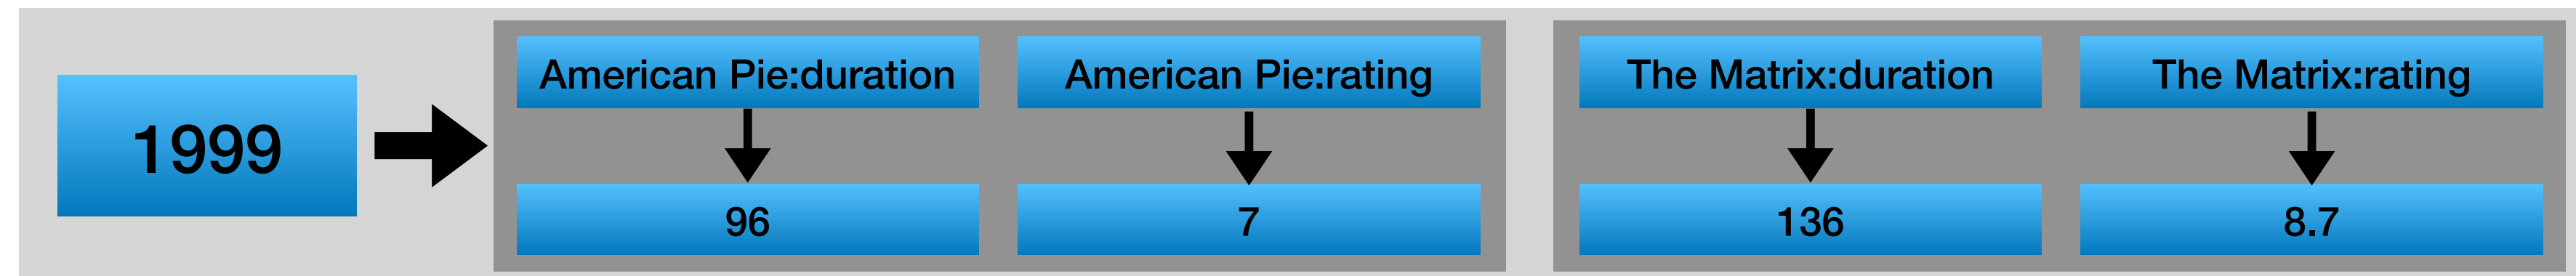 1999
American Pie:duration
American Pie:rating
The Matrix:duration
The Matrix:rating
96
7
136
8.7